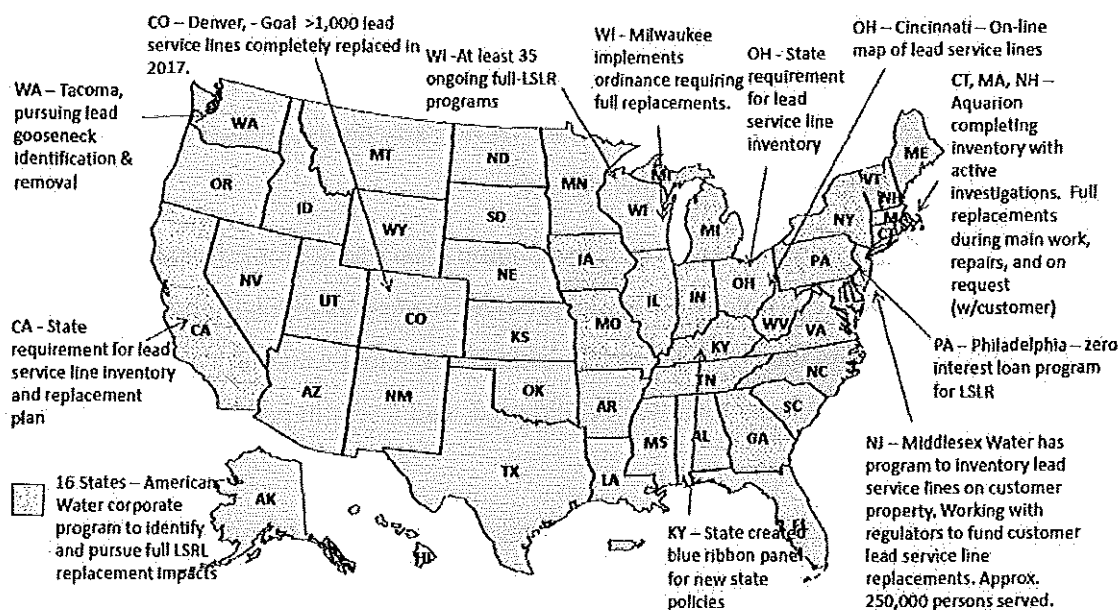 CO – Denver, - Goal >1,000 lead
service lines completely replaced in
2017.
WI -At least 35
ongoing full-LSLR
programs
WI - Milwaukee
implements
ordinance requiring
full replacements.
OH - State
requirement
for lead
service line
inventory
OH – Cincinnati – On-line
map of lead service lines
WA – Tacoma,
pursuing lead
gooseneck
identification &
removal
CT, MA, NH –
Aquarion
completing
inventory with
active
investigations. Full
replacements
during main work,
repairs, and on
request
(w/customer)
WA
MT
ND
MN
ME
OR
ID
WY
SD
WI
MI
MI
NY
VT
NH
MA
CT
NV
UT
CO
NE
IA
IL
IN
OH
PA
CA
KS
MO
KY
WV
VA
AZ
NM
OK
AR
TN
NC
SC
TX
LA
MS
AL
GA
FL
AK
HI
CA - State
requirement for lead
service line inventory
and replacement
plan
PA – Philadelphia – zero
interest loan program
for LSLR
NJ – Middlesex Water has
program to inventory lead
service lines on customer
property. Working with
regulators to fund customer
lead service line
replacements. Approx.
250,000 persons served.
16 States – American
Water corporate
program to identify
and pursue full LSRL
replacement impacts
KY – State created
blue ribbon panel
for new state
policies